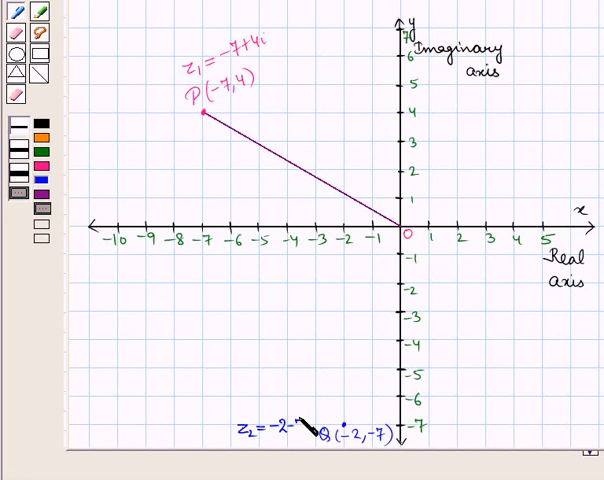 y
7
Imaginary
axis
6
z₁ = -7+4i
P(-7,4)
5
4
3
2
1
x
-10 -9 -8 -7 -6 -5 -4 -3 -2 -1 O 1 2 3 4 5
Real
axis
-1
-2
-3
-4
-5
-6
z₂ = -2- Q(-2,-7) -7